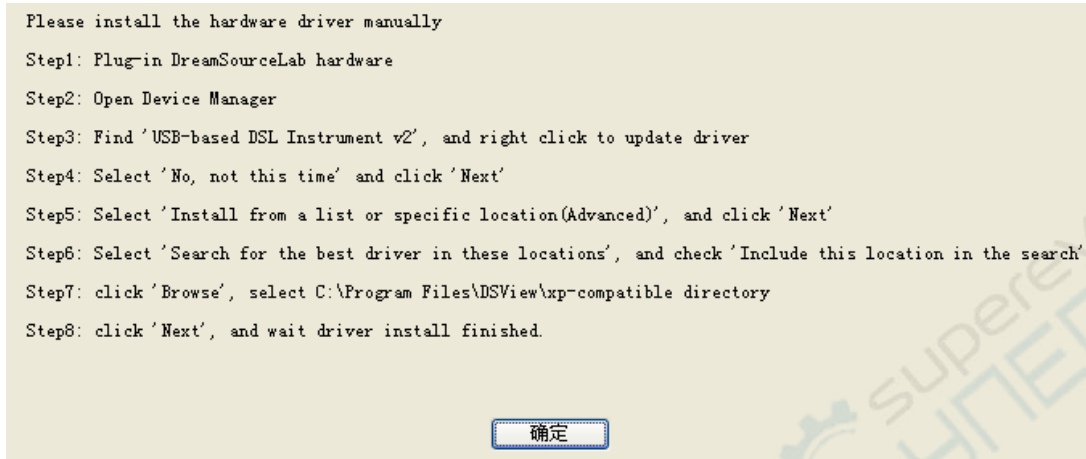 Please install the hardware driver manually
Step1: Plug-in DreamSourceLab hardware
Step2: Open Device Manager
Step3: Find 'USB-based DSL Instrument v2', and right click to update driver
Step4: Select 'No, not this time' and click 'Next'
Step5: Select 'Install from a list or specific location(Advanced)', and click 'Next'
Step6: Select 'Search for the best driver in these locations', and check 'Include this location in the search'
Step7: click 'Browse', select C:\Program Files\DSView\xp-compatible directory
Step8: click 'Next', and wait driver install finished.
确定